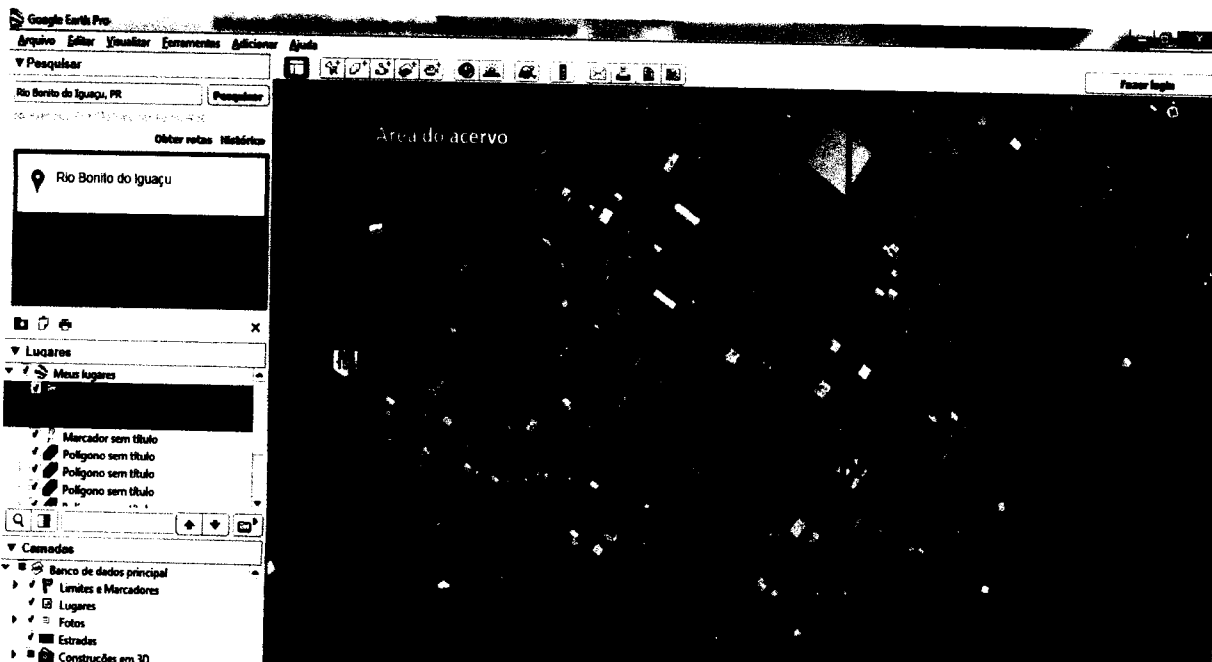 Google Earth Pro
Arquivo Editar Visualizar Ferramentas Adicionar Ajuda
▼ Pesquisar
Rio Bonito do Iguaçu, PR
Pesquisar
Obter rotas Histórico
Rio Bonito do Iguaçu
▼ Lugares
Meus lugares
Marcador sem título
Polígono sem título
Polígono sem título
Polígono sem título
▼ Camadas
Banco de dados principal
Limites e Marcadores
Lugares
Fotos
Estradas
Construções em 3D
Fazer login
Área do acervo